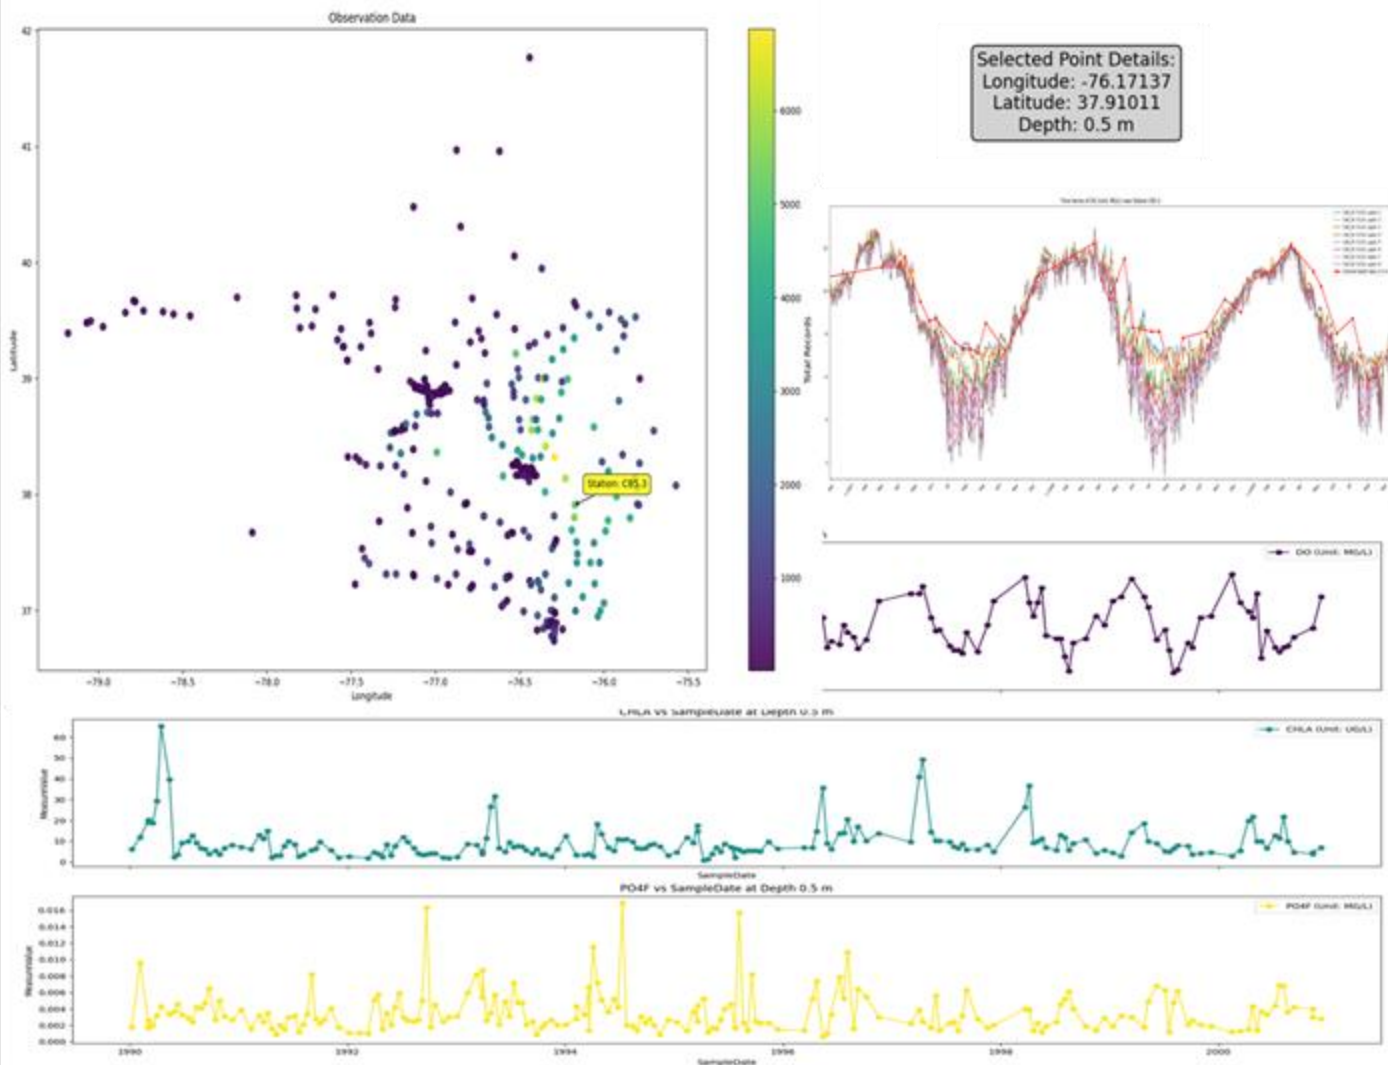 Observation Data
42
41
40
39
38
37
Latitude
-79.0 -78.5 -78.0 -77.5 -77.0 -76.5 -76.0 -75.5
Longitude
Station: CB5.3
6000
5000
4000
3000
2000
1000
Total Records
Selected Point Details:
Longitude: -76.17137
Latitude: 37.91011
Depth: 0.5 m
DO (Unit: MG/L)
CHLA vs SampleDate at Depth 0.5 m
CHLA (Unit: UG/L)
60
50
40
30
20
10
0
MeasureValue
SampleDate
PO4F vs SampleDate at Depth 0.5 m
PO4F (Unit: MG/L)
0.016
0.014
0.012
0.010
0.008
0.006
0.004
0.002
0.000
MeasureValue
1990 1992 1994 1996 1998 2000
SampleDate